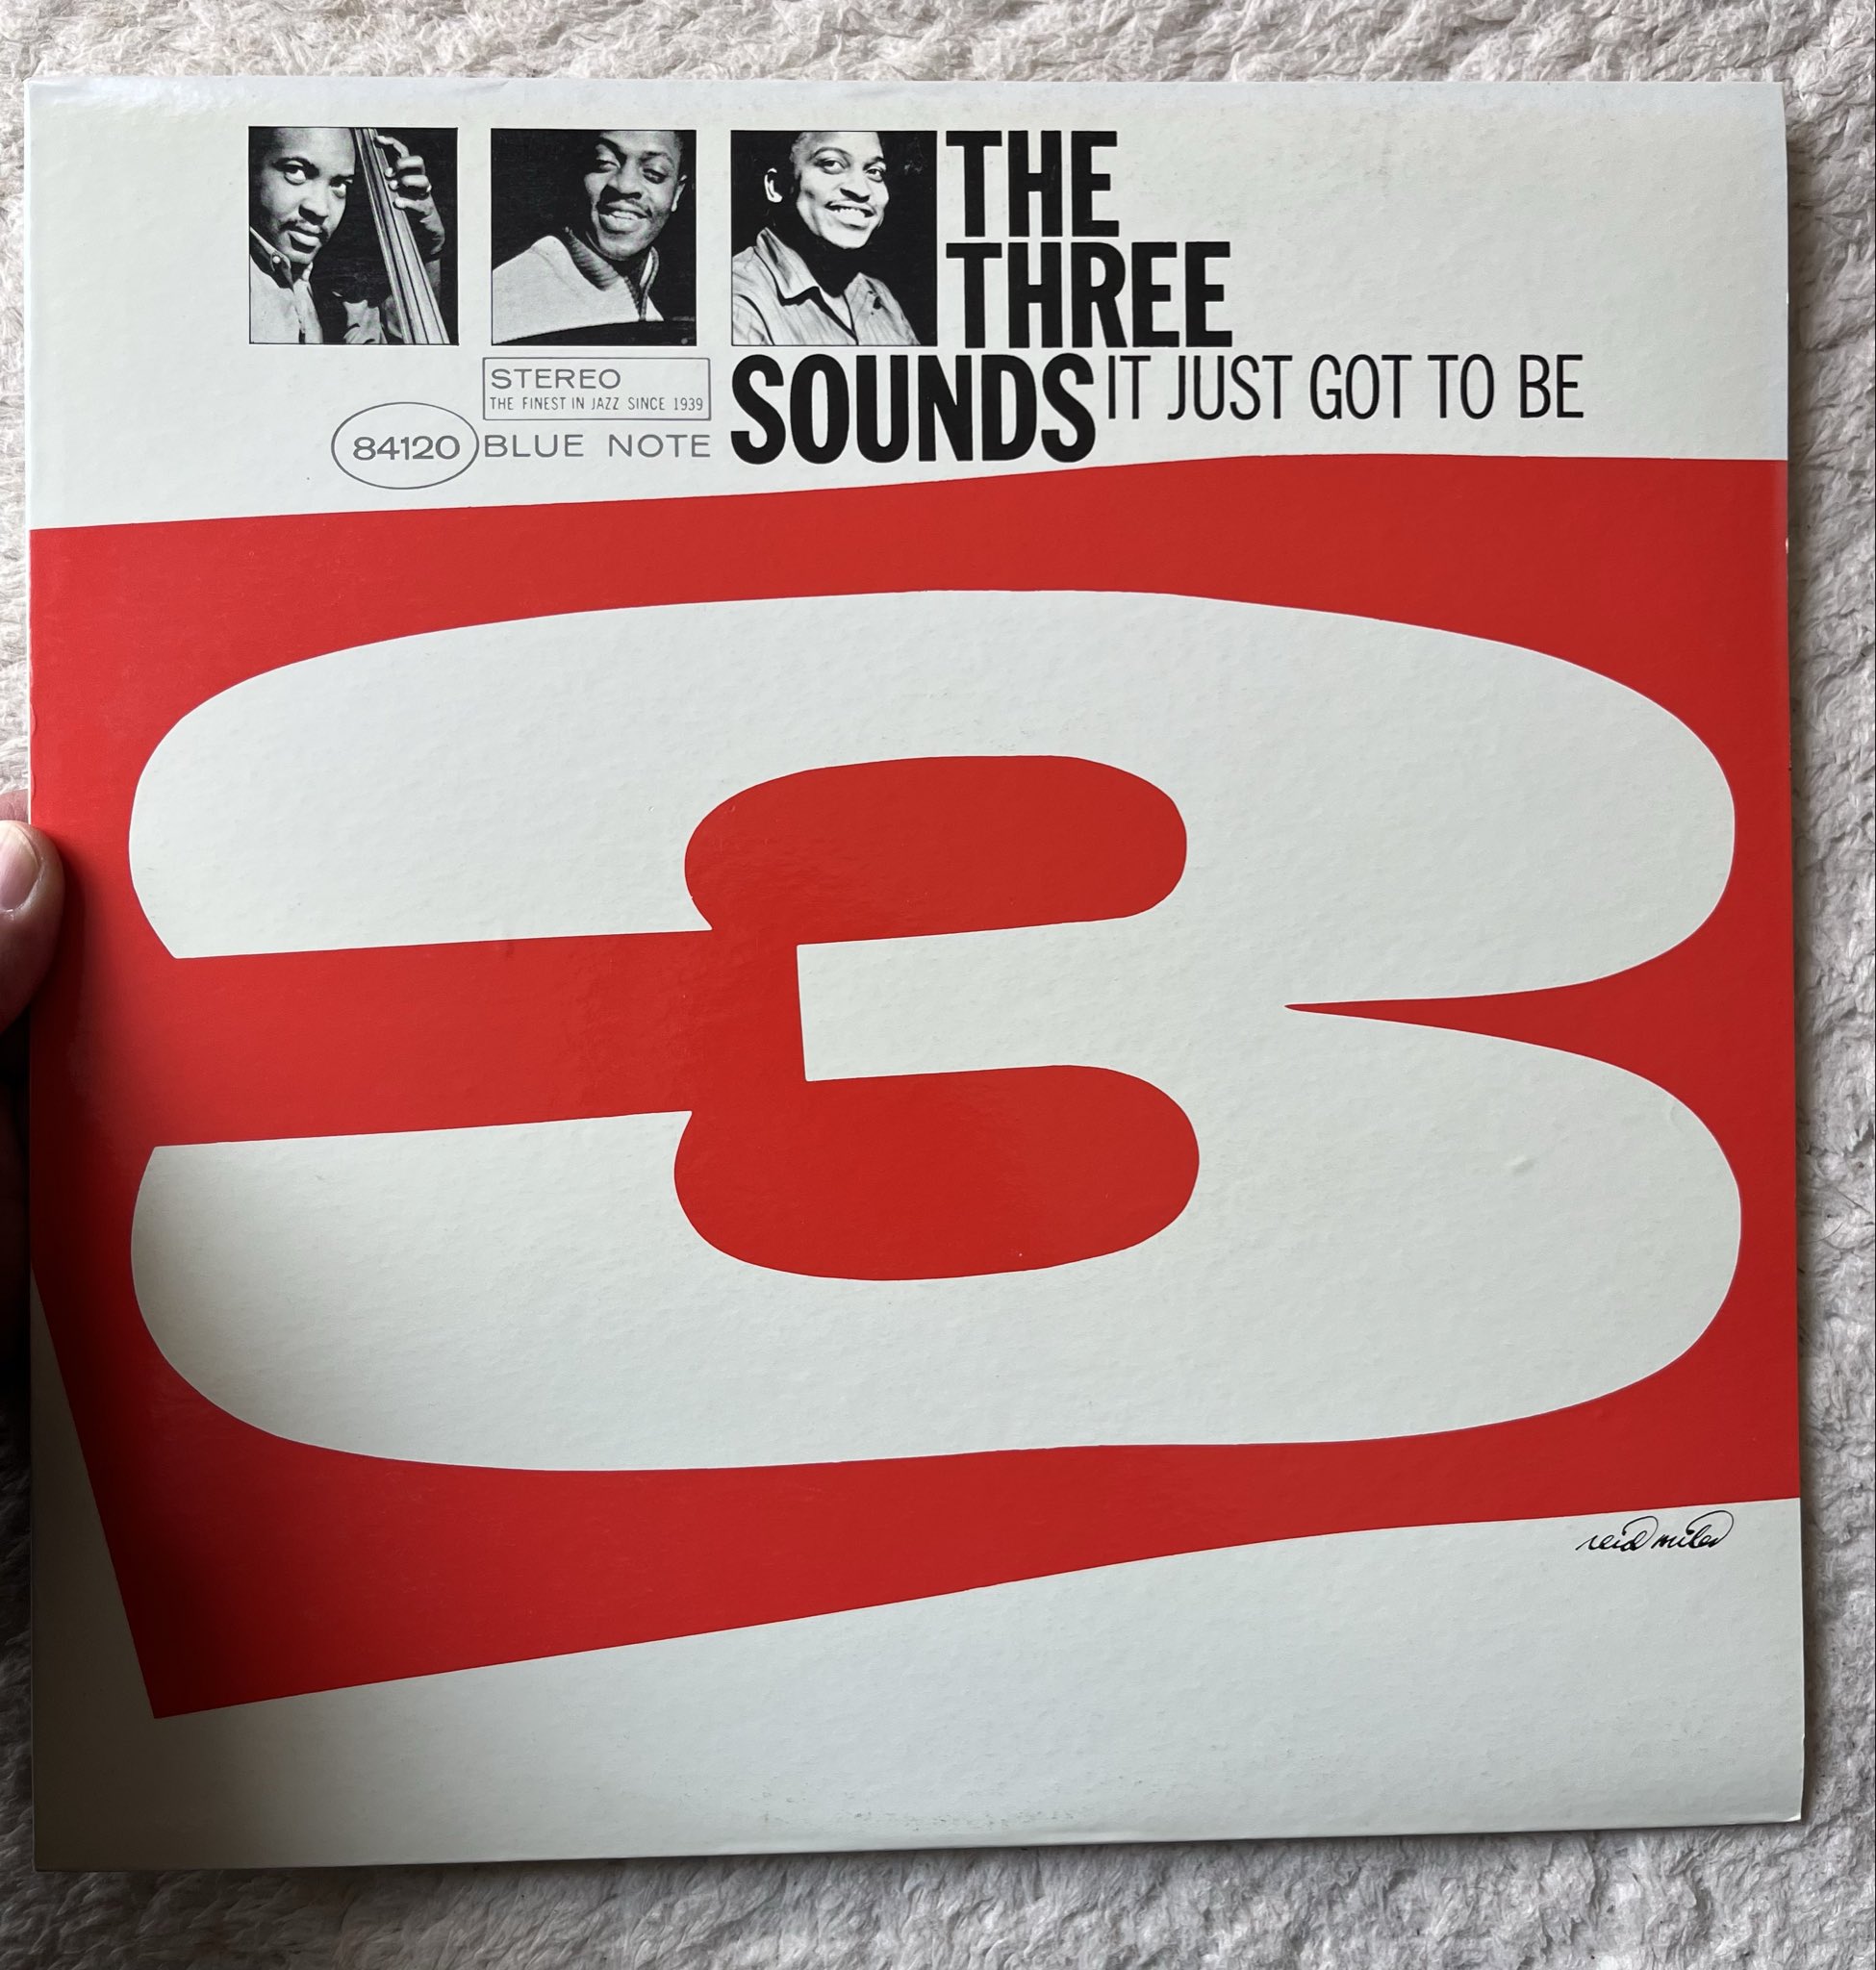 THE
THREE
SOUNDS IT JUST GOT TO BE
STEREO
THE FINEST IN JAZZ SINCE 1939
84120 BLUE NOTE
3
reid miles